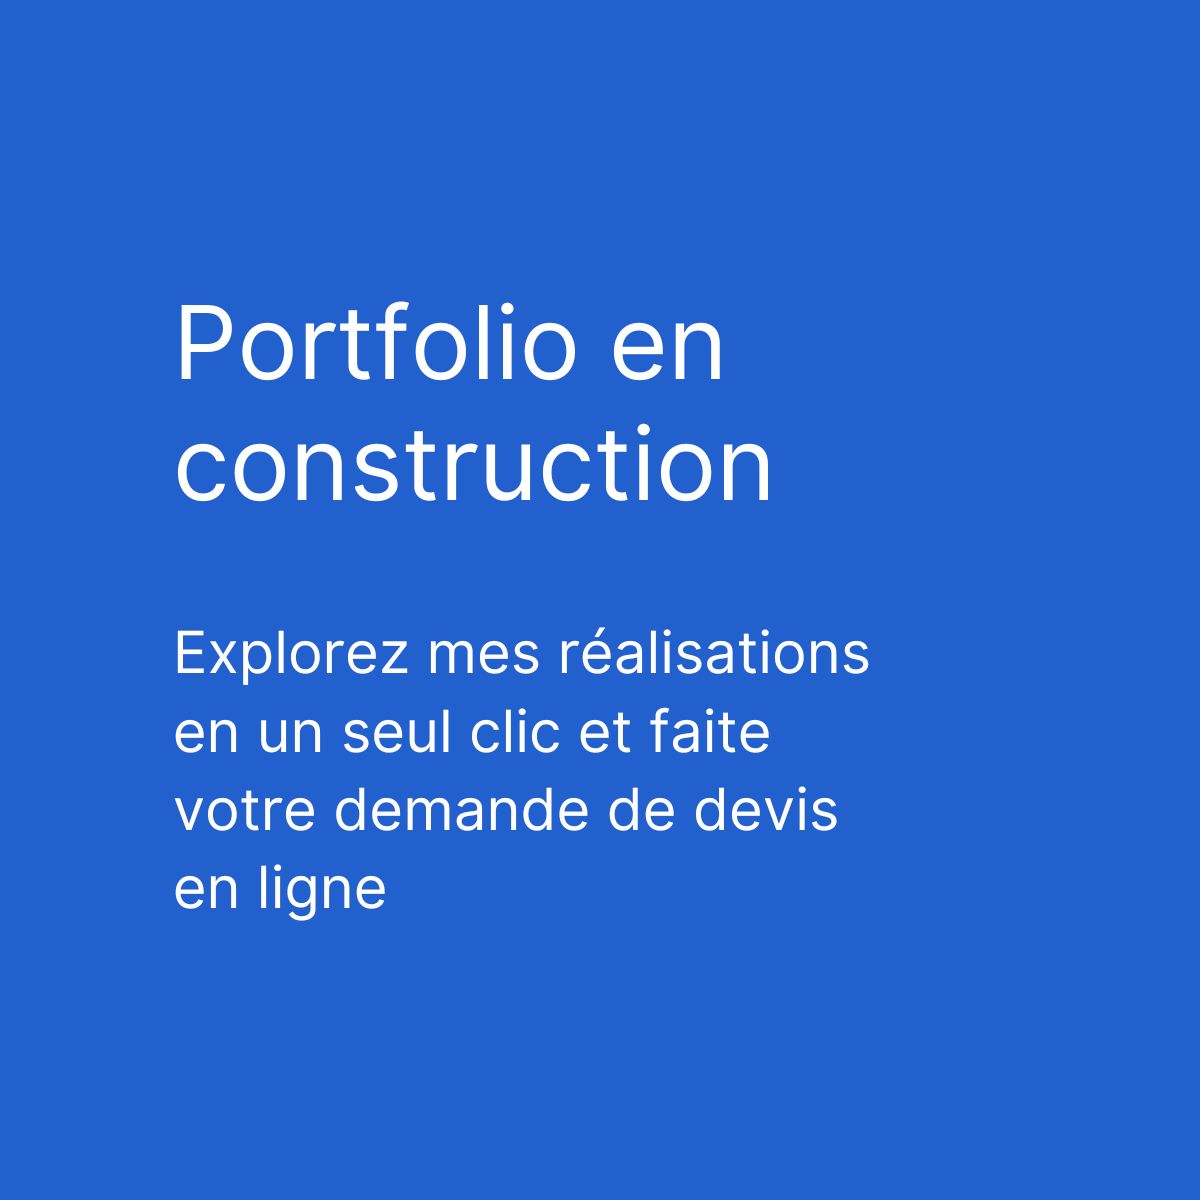 Portfolio en
construction
Explorez mes réalisations
en un seul clic et faite
votre demande de devis
en ligne